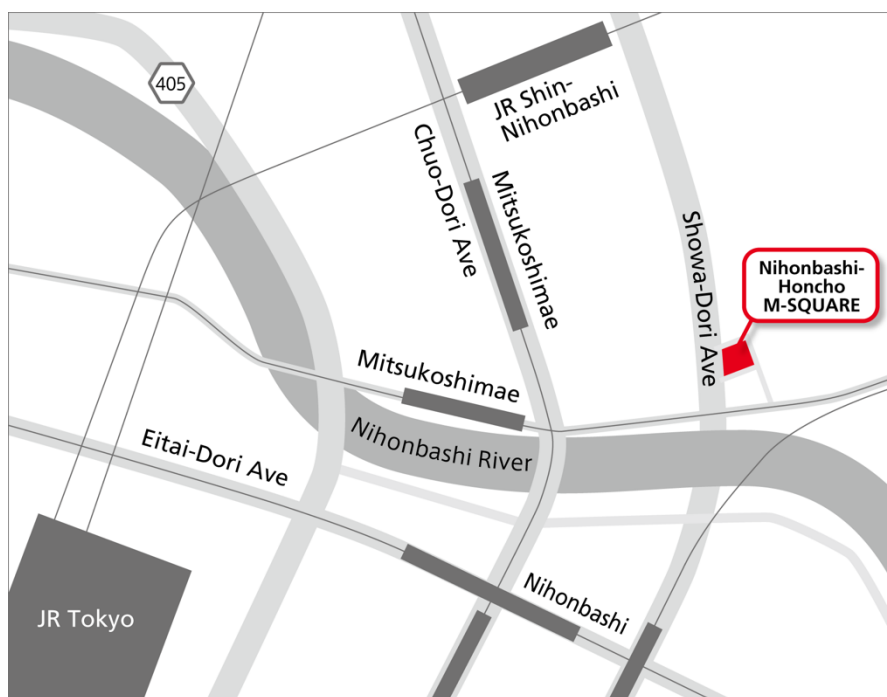 405
JR Shin-
Nihonbashi
Chuo-Dori Ave
Mitsukoshimae
Showa-Dori Ave
Nihonbashi-
Honcho
M-SQUARE
Mitsukoshimae
Nihonbashi River
Eitai-Dori Ave
Nihonbashi
JR Tokyo